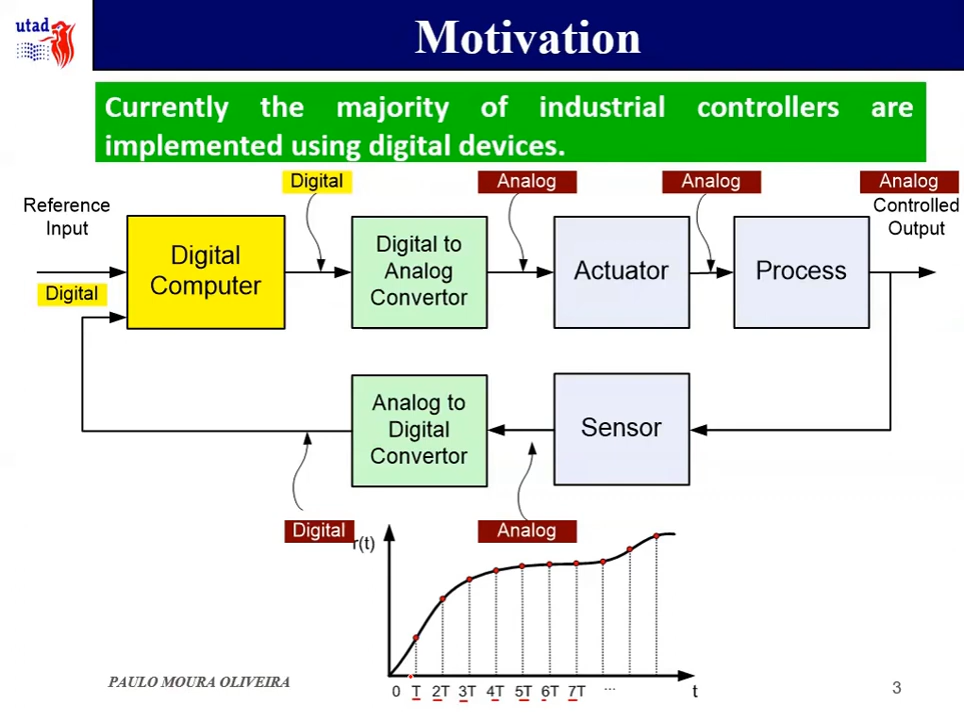 utad
Motivation
Currently the majority of industrial controllers are
implemented using digital devices.
Digital
Analog
Analog
Analog
Reference
Input
Controlled
Output
Digital
Digital
Computer
Digital to
Analog
Convertor
Actuator
Process
Analog to
Digital
Convertor
Sensor
Digital
Analog
r(t)
0 T 2T 3T 4T 5T 6T 7T ... t
PAULO MOURA OLIVEIRA
3